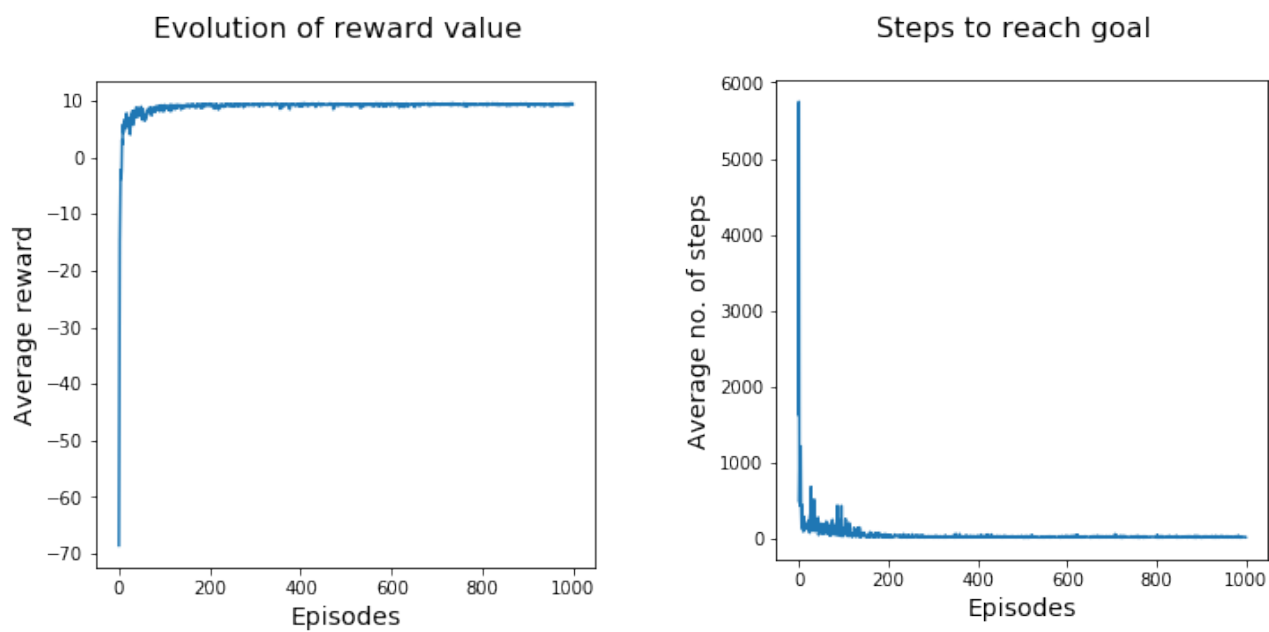 Evolution of reward value
Average reward
10
0
−10
−20
−30
−40
−50
−60
−70
0 200 400 600 800 1000
Episodes
Steps to reach goal
Average no. of steps
6000
5000
4000
3000
2000
1000
0
0 200 400 600 800 1000
Episodes